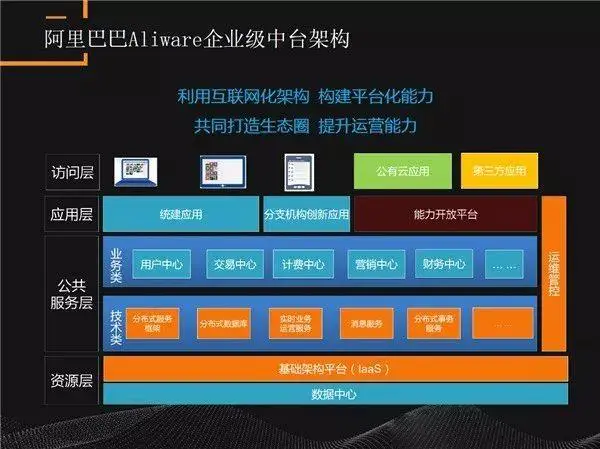 阿里巴巴Aliware企业级中台架构
利用互联网化架构 构建平台化能力
共同打造生态圈 提升运营能力
访问层
公有云应用
第三方应用
应用层
统建应用
分支机构创新应用
能力开放平台
公共
服务层
业务类
用户中心
交易中心
计费中心
营销中心
财务中心
... ...
技术类
分布式服务
框架
分布式数据库
实时业务
运营服务
消息服务
分布式事务
服务
... ...
运维管控
资源层
基础架构平台（IaaS）
数据中心